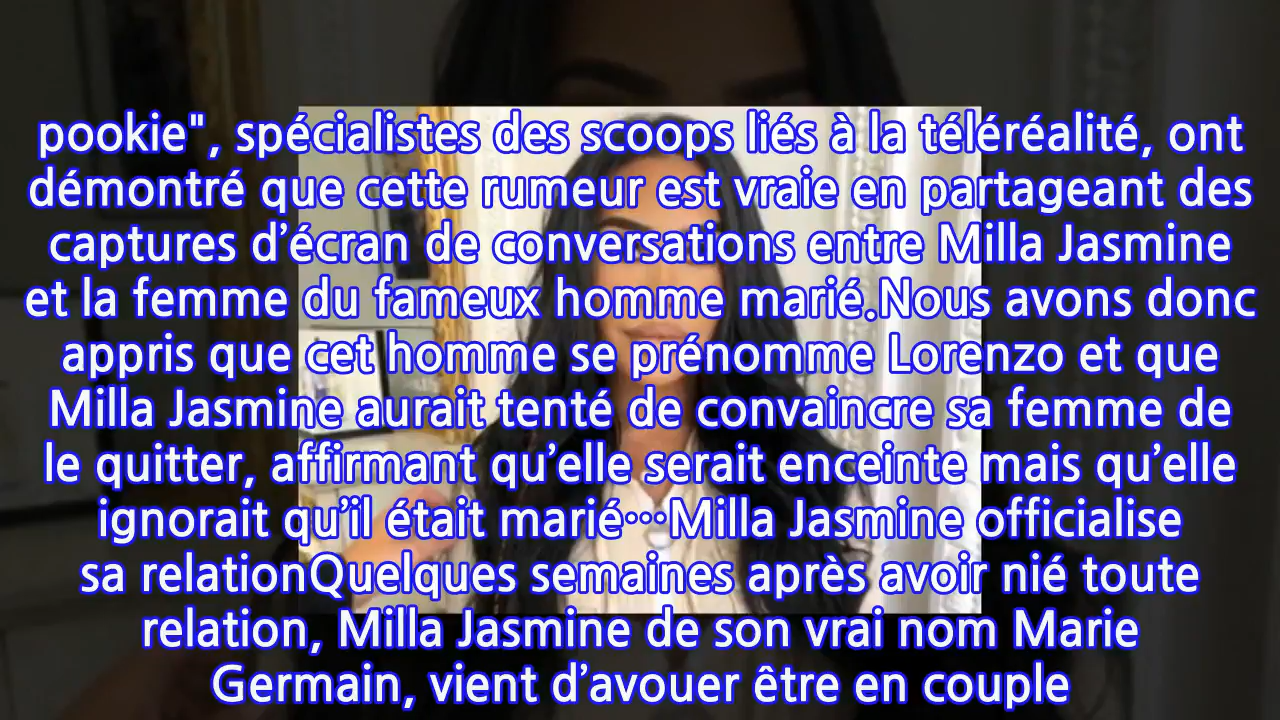 pookie", spécialistes des scoops liés à la téléréalité, ont
démontré que cette rumeur est vraie en partageant des
captures d’écran de conversations entre Milla Jasmine
et la femme du fameux homme marié.Nous avons donc
appris que cet homme se prénomme Lorenzo et que
Milla Jasmine aurait tenté de convaincre sa femme de
le quitter, affirmant qu’elle serait enceinte mais qu’elle
ignorait qu’il était marié…Milla Jasmine officialise
sa relationQuelques semaines après avoir nié toute
relation, Milla Jasmine de son vrai nom Marie
Germain, vient d’avouer être en couple